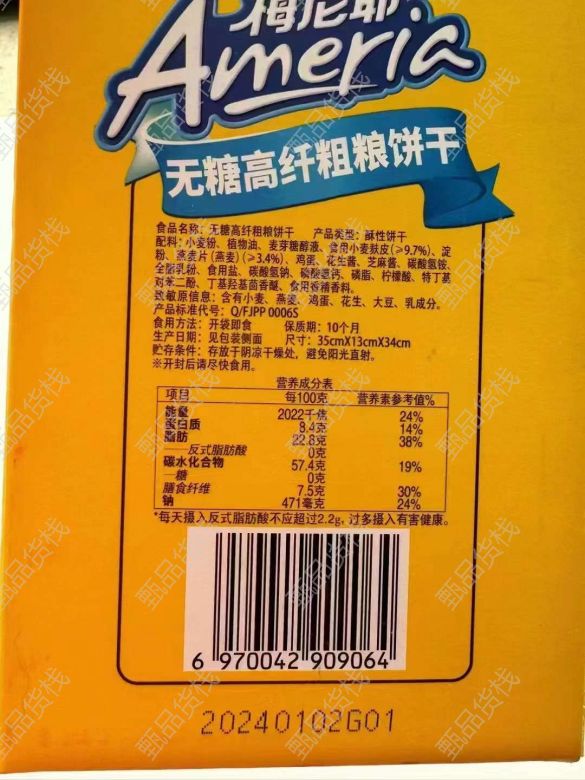 梅尼耶
Ameria
无糖高纤粗粮饼干
食品名称：无糖高纤粗粮饼干 产品类型：酥性饼干
配料：小麦粉、植物油、麦芽糖醇液、食用小麦麸皮(≥9.7%)、淀
粉、燕麦片(燕麦)(≥3.4%)、鸡蛋、花生酱、芝麻酱、碳酸氢铵、
全脂乳粉、食用盐、碳酸氢钠、磷酸氢钙、磷脂、柠檬酸、特丁基
对苯二酚、丁基羟基茴香醚、食用香精香料。
致敏原信息：含有小麦、燕麦、鸡蛋、花生、大豆、乳成分。
产品标准代号：Q/FJPP 0006S
食用方法：开袋即食 保质期：10个月
生产日期：见包装侧面 尺寸：35cmX13cmX34cm
贮存条件：存放于阴凉干燥处，避免阳光直射。
※开封后请尽快食用。
营养成分表
项目 每100克 营养素参考值%
能量 2022千焦 24%
蛋白质 8.4克 14%
脂肪 22.8克 38%
——反式脂肪酸 0克
碳水化合物 57.4克 19%
—糖 0克
膳食纤维 7.5克 30%
钠 471毫克 24%
*每天摄入反式脂肪酸不应超过2.2g，过多摄入有害健康。
6 970042 909064
20240102G01
甄品货栈